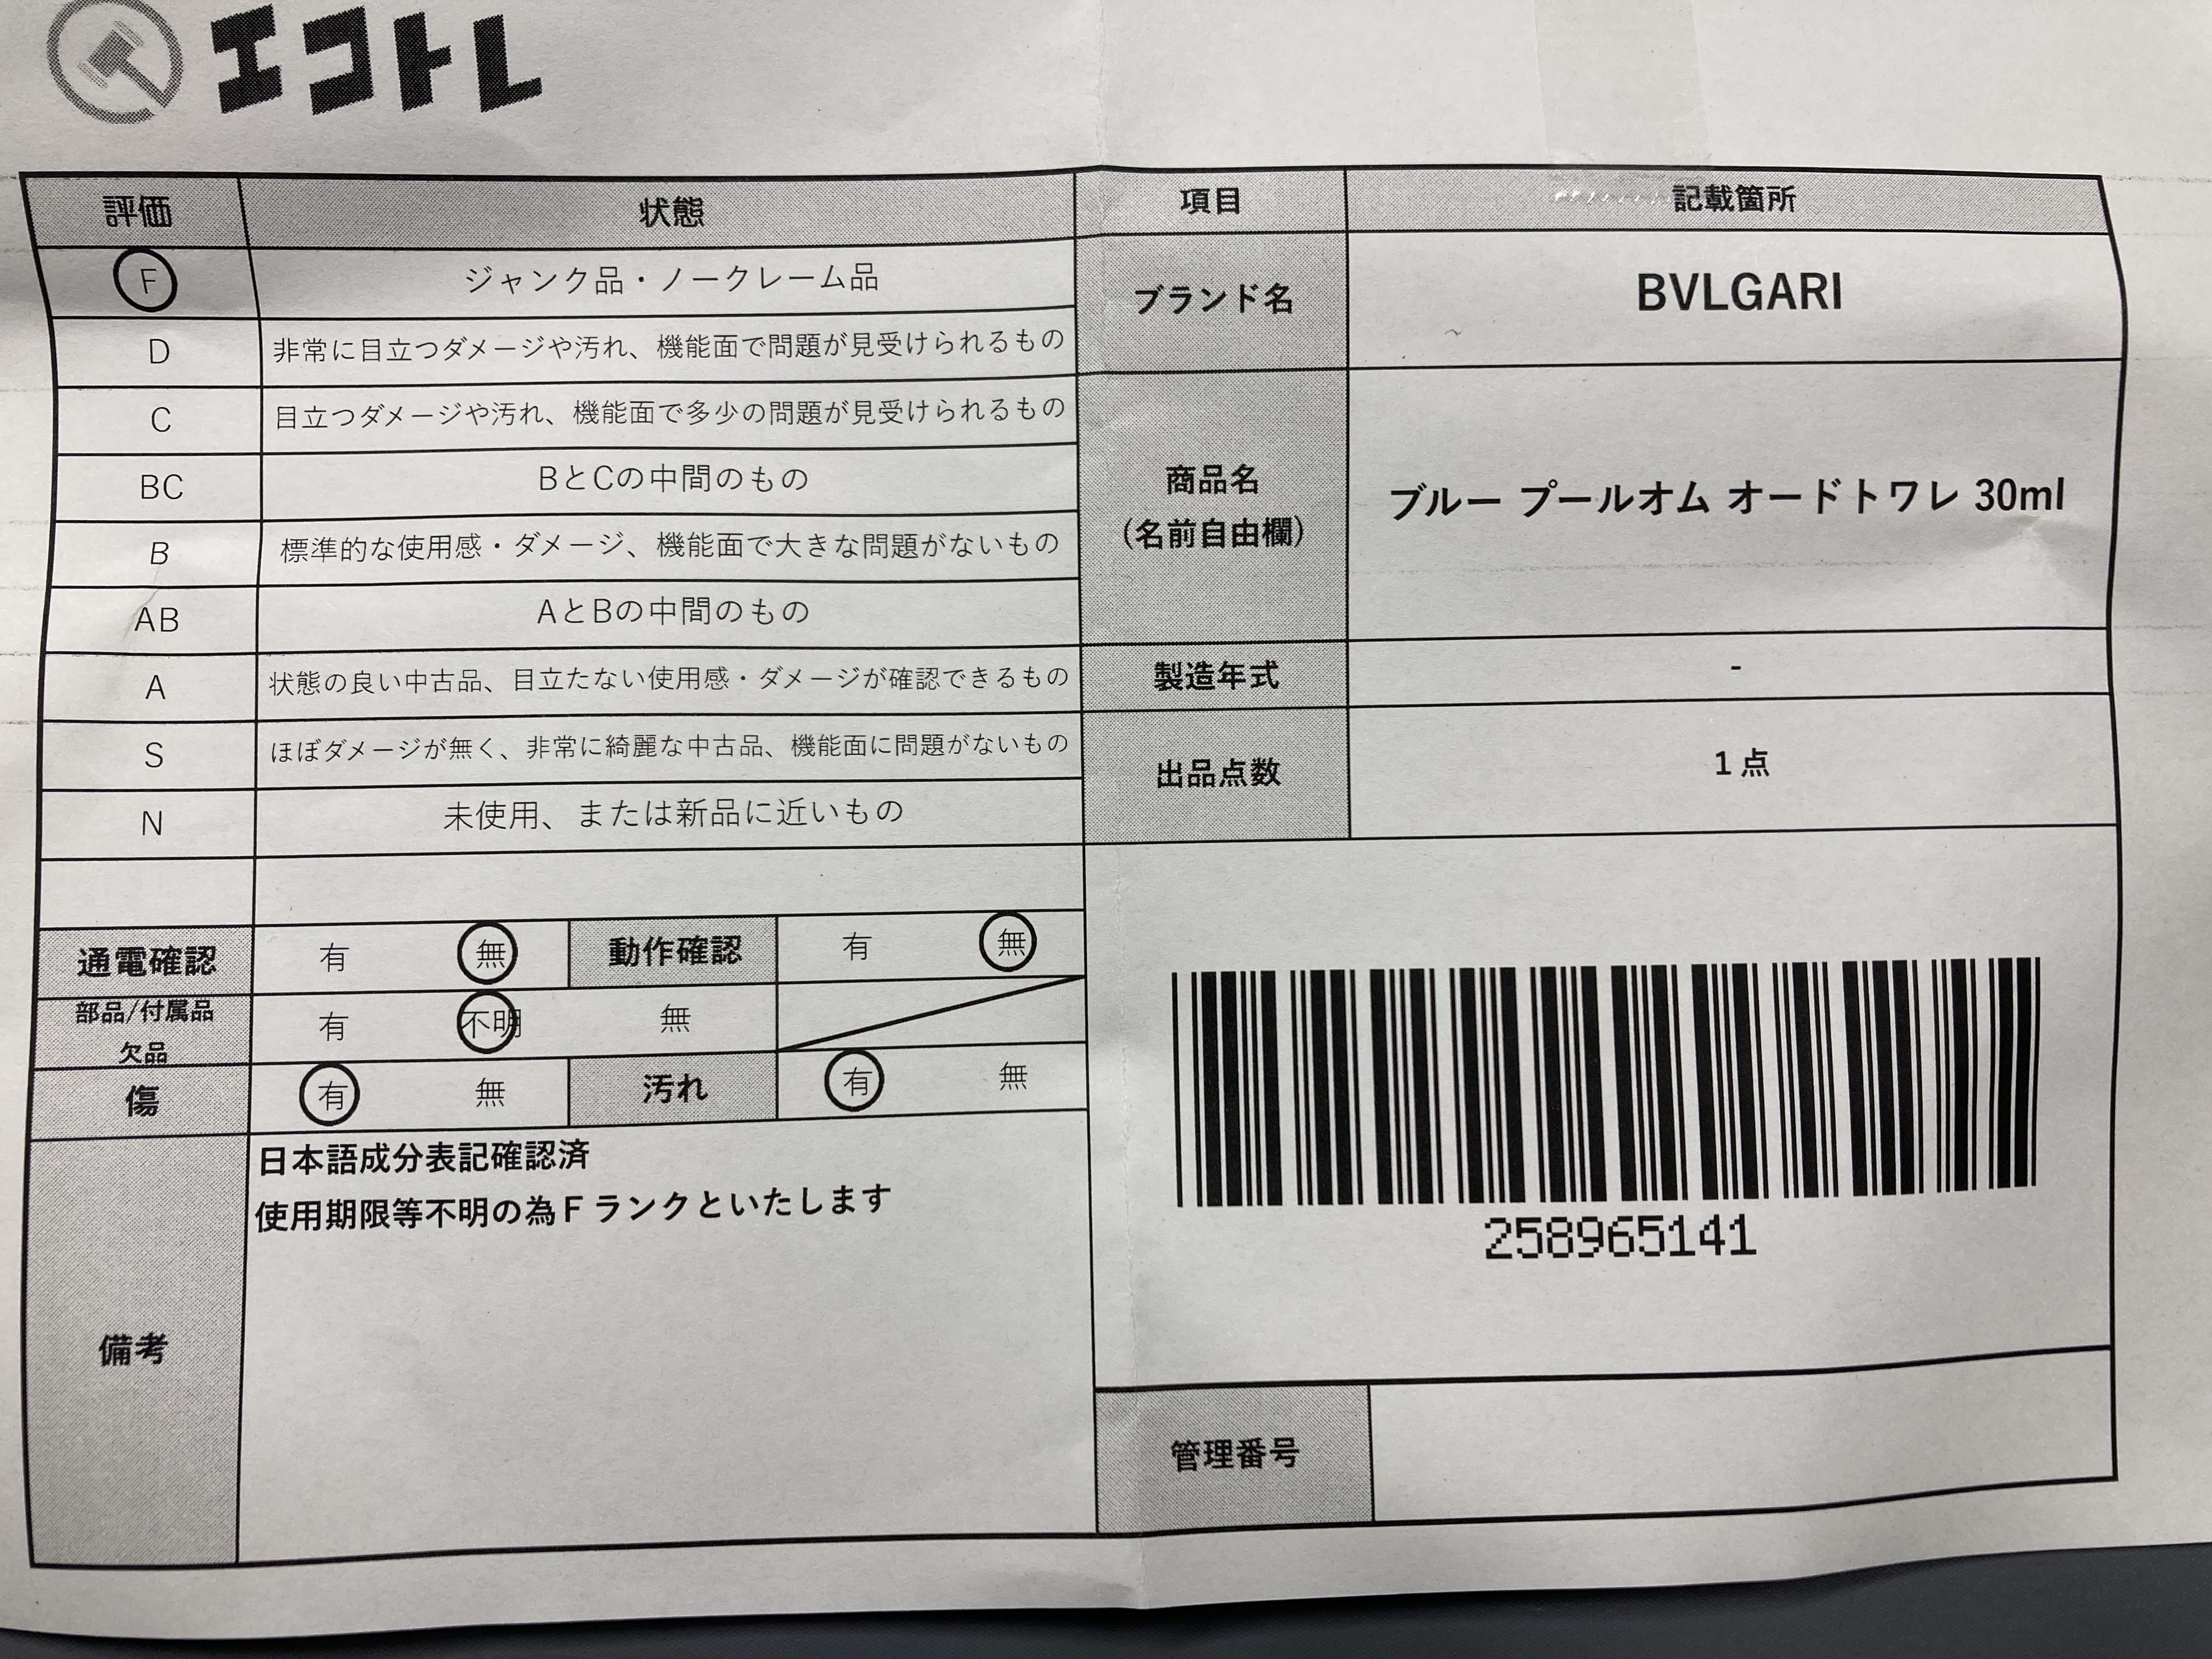 エコトレ
評価 状態
F ジャンク品・ノークレーム品
D 非常に目立つダメージや汚れ、機能面で問題が見受けられるもの
C 目立つダメージや汚れ、機能面で多少の問題が見受けられるもの
BC BとCの中間のもの
B 標準的な使用感・ダメージ、機能面で大きな問題がないもの
AB AとBの中間のもの
A 状態の良い中古品、目立たない使用感・ダメージが確認できるもの
S ほぼダメージが無く、非常に綺麗な中古品、機能面に問題がないもの
N 未使用、または新品に近いもの
通電確認 有 無 動作確認 有 無
部品/付属品
欠品 有 不明 無
傷 有 無 汚れ 有 無
備考
日本語成分表記確認済
使用期限等不明の為Fランクといたします
項目 記載箇所
ブランド名 BVLGARI
商品名
(名前自由欄)
ブルー プールオム オードトワレ 30ml
製造年式 -
出品点数 1点
258965141
管理番号